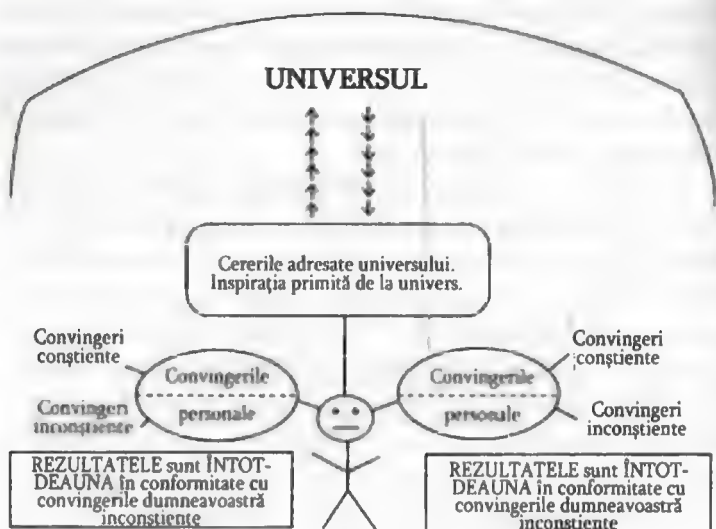 UNIVERSUL
Cererile adresate universului.
Inspirația primită de la univers.
Convingeri
conștiente
Convingerile
personale
Convingeri
inconștiente
Convingeri
conștiente
Convingerile
personale
Convingeri
inconștiente
REZULTATELE sunt ÎNTOT-
DEAUNA în conformitate cu
convingerile dumneavoastră
inconștiente
REZULTATELE sunt ÎNTOT-
DEAUNA în conformitate cu
convingerile dumneavoastră
inconștiente